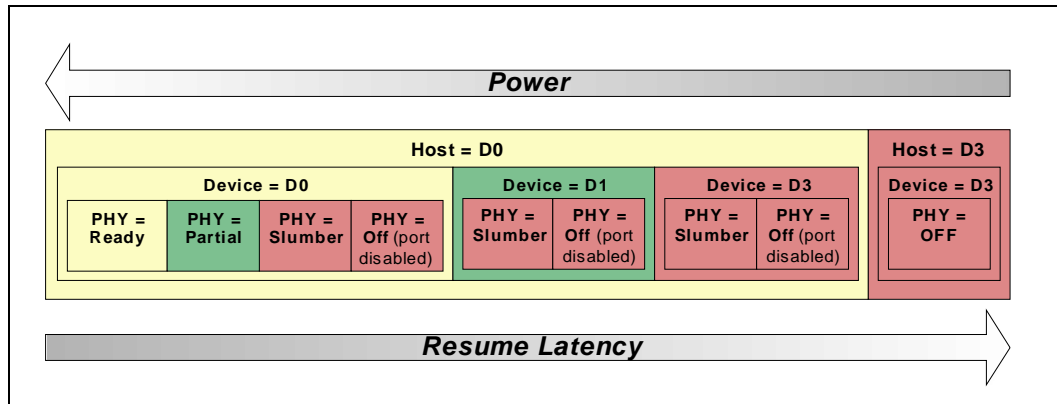 Power
Host = D0
Host = D3
Device = D0
Device = D1
Device = D3
Device = D3
PHY =
Ready
PHY =
Partial
PHY =
Slumber
PHY =
Off (port
disabled)
PHY =
Slumber
PHY =
Off (port
disabled)
PHY =
Slumber
PHY =
Off (port
disabled)
PHY =
OFF
Resume Latency